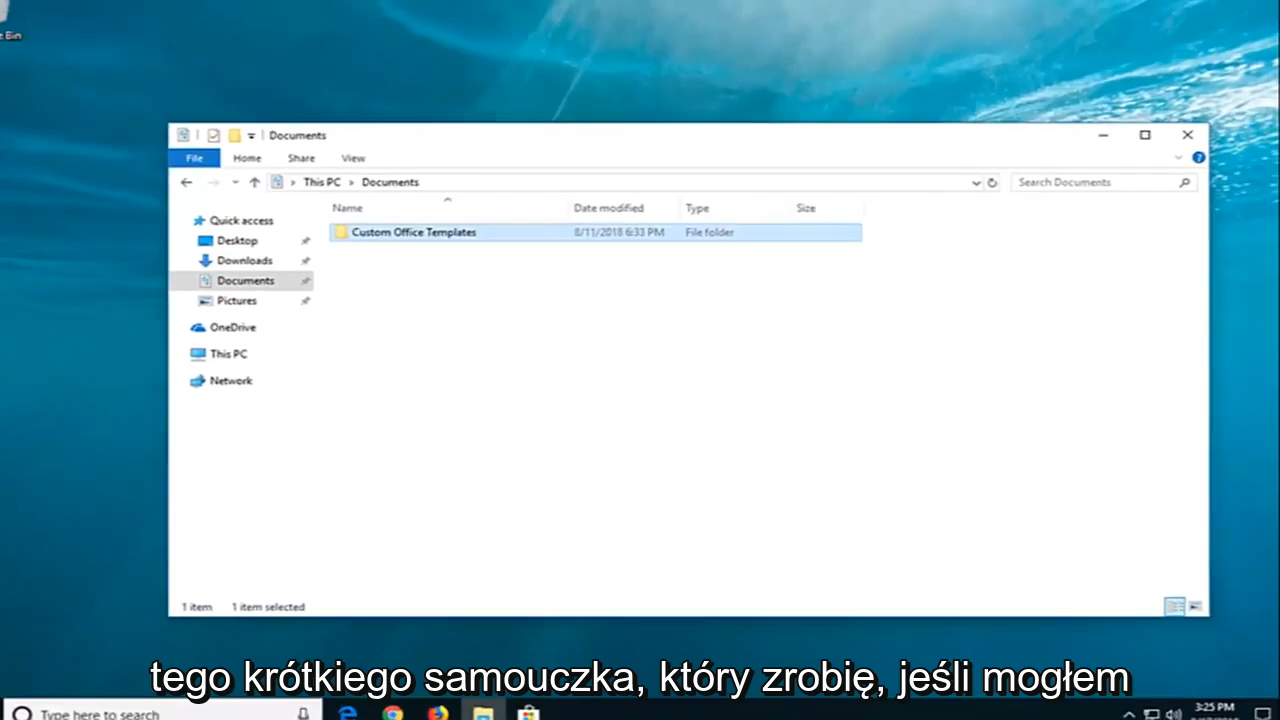 Bin
Documents
File Home Share View
This PC > Documents
Search Documents
Name Date modified Type Size
Custom Office Templates 8/11/2018 6:33 PM File folder
Quick access
Desktop
Downloads
Documents
Pictures
OneDrive
This PC
Network
1 item 1 item selected
tego krótkiego samouczka, który zrobię, jeśli mogłem
Type here to search
3:25 PM